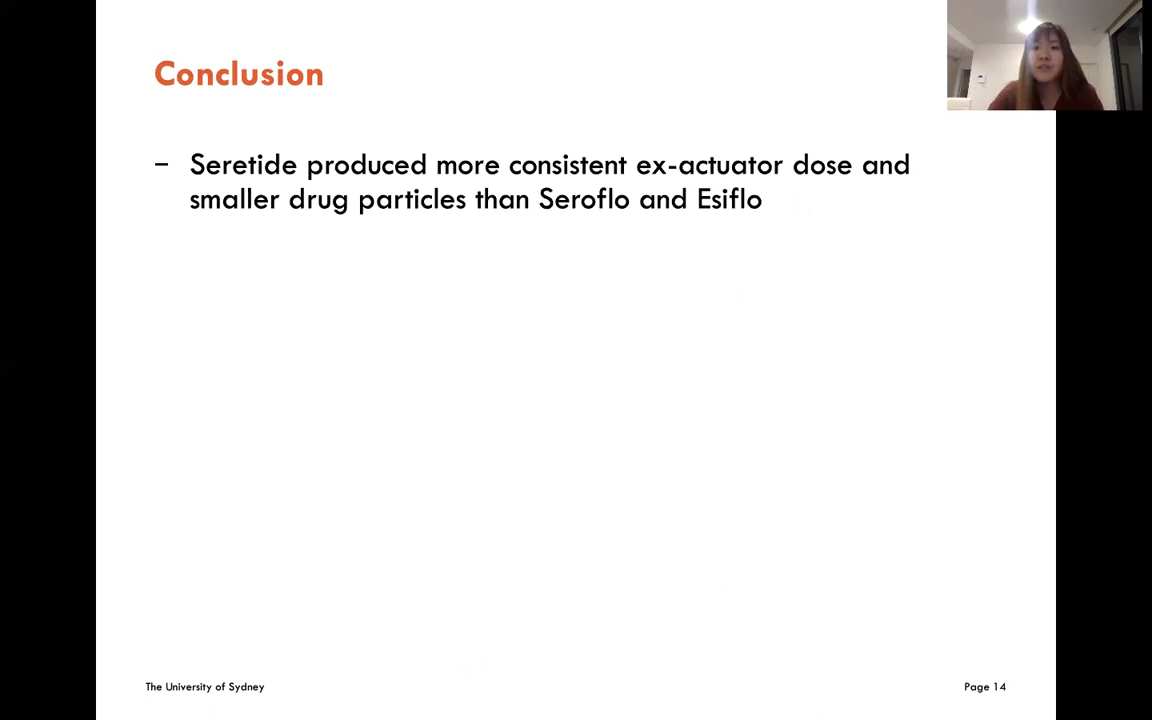 Conclusion
– Seretide produced more consistent ex-actuator dose and
smaller drug particles than Seroflo and Esiflo
The University of Sydney
Page 14